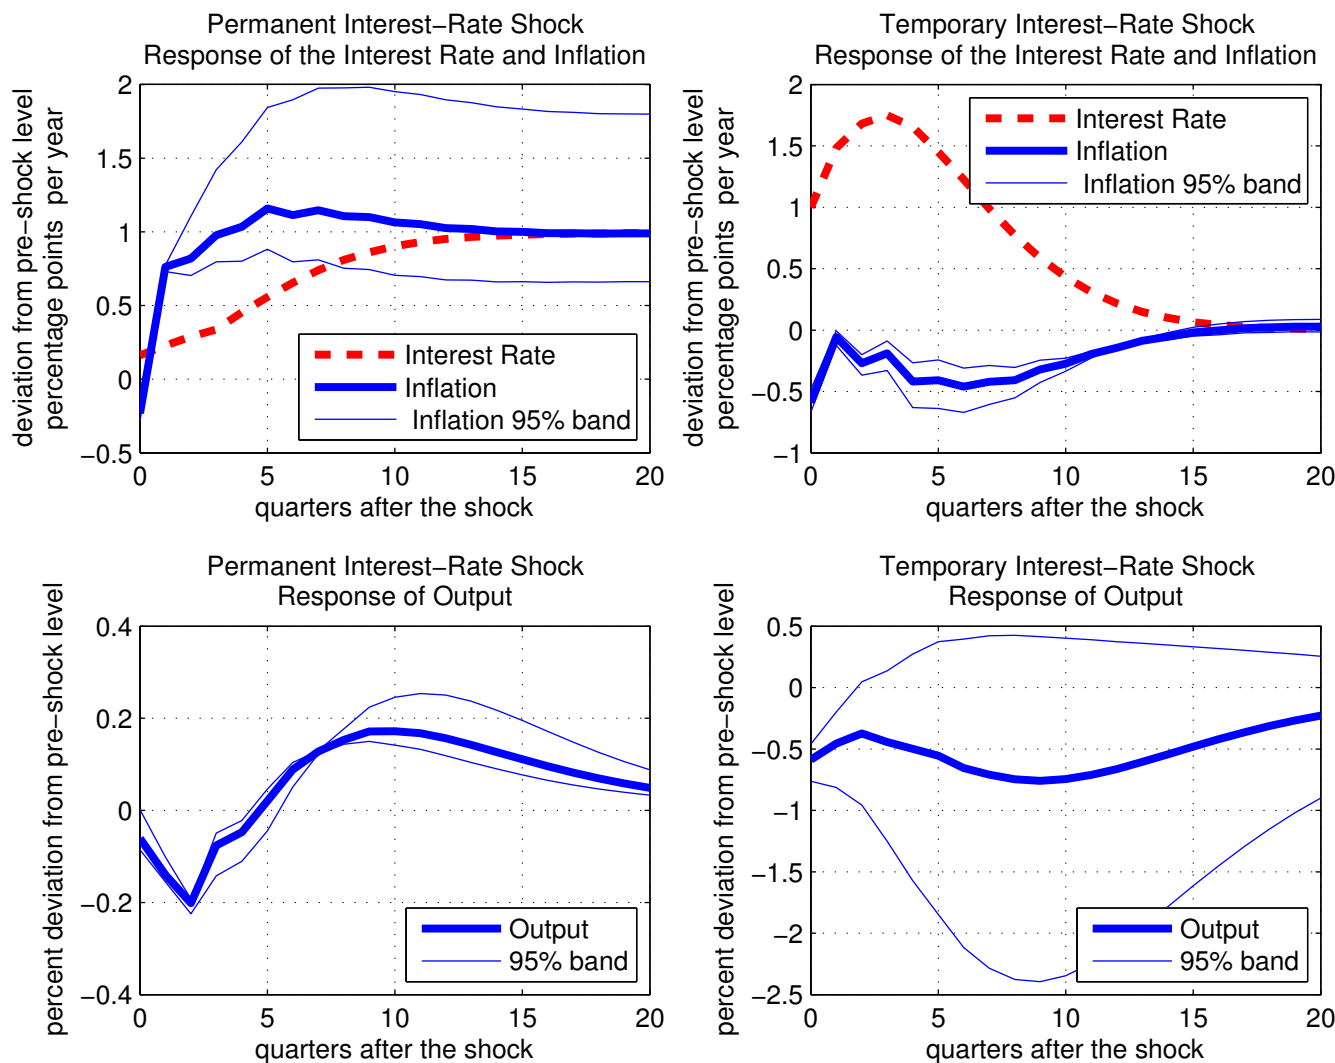 Permanent Interest−Rate Shock
Response of the Interest Rate and Inflation
deviation from pre−shock level
percentage points per year
2
1.5
1
0.5
0
−0.5
Interest Rate
Inflation
Inflation 95% band
0 5 10 15 20
quarters after the shock
Temporary Interest−Rate Shock
Response of the Interest Rate and Inflation
deviation from pre−shock level
percentage points per year
2
1.5
1
0.5
0
−0.5
−1
Interest Rate
Inflation
Inflation 95% band
0 5 10 15 20
quarters after the shock
Permanent Interest−Rate Shock
Response of Output
percent deviation from pre−shock level
0.4
0.2
0
−0.2
−0.4
Output
95% band
0 5 10 15 20
quarters after the shock
Temporary Interest−Rate Shock
Response of Output
percent deviation from pre−shock level
0.5
0
−0.5
−1
−1.5
−2
−2.5
Output
95% band
0 5 10 15 20
quarters after the shock